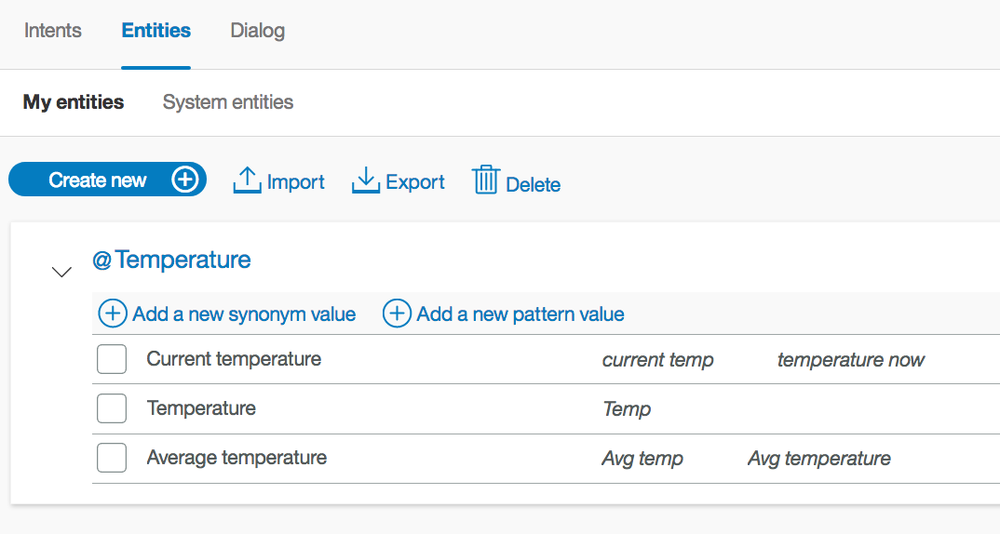 Intents Entities Dialog
My entities System entities
Create new Import Export Delete
@Temperature
Add a new synonym value Add a new pattern value
Current temperature current temp temperature now
Temperature Temp
Average temperature Avg temp Avg temperature